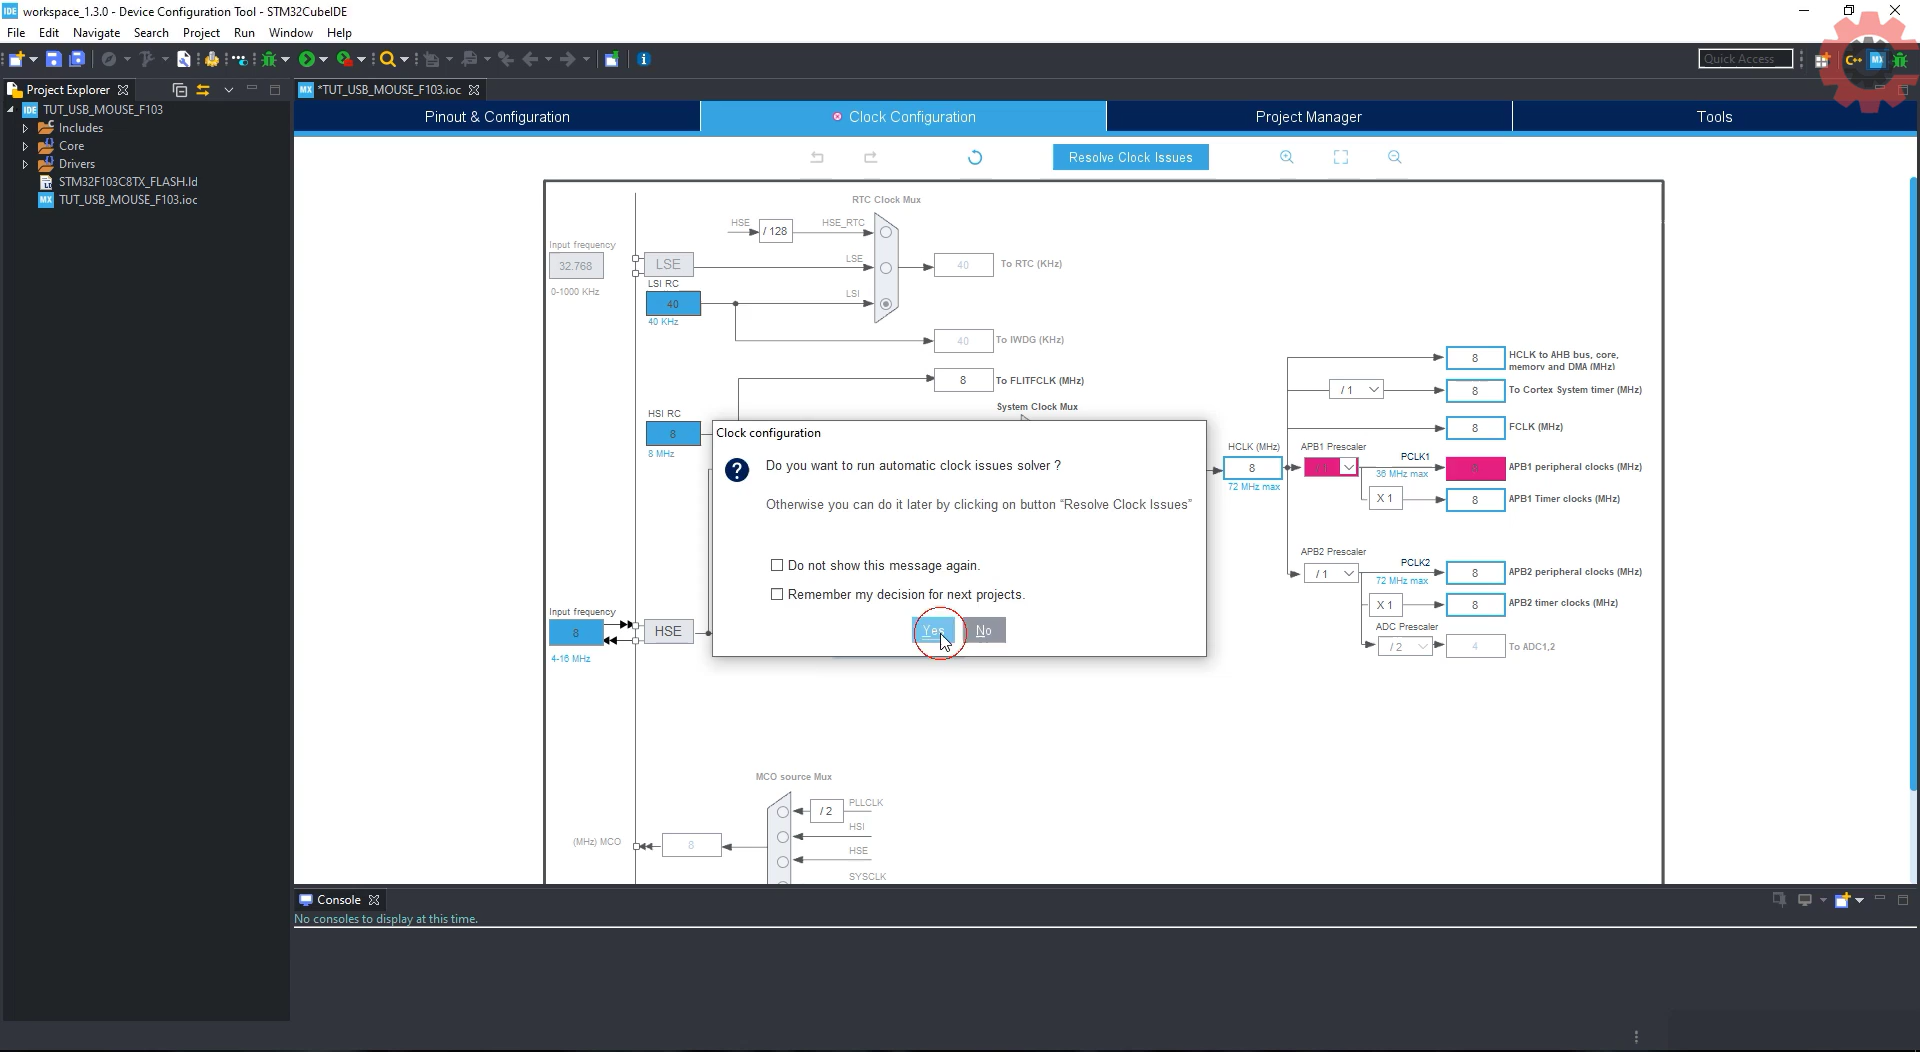 IDE workspace_1.3.0 - Device Configuration Tool - STM32CubeIDE
File Edit Navigate Search Project Run Window Help
Quick Access
Project Explorer
IDE TUT_USB_MOUSE_F103
Includes
Core
Drivers
STM32F103C8TX_FLASH.ld
MX TUT_USB_MOUSE_F103.ioc
MX *TUT_USB_MOUSE_F103.ioc
Pinout & Configuration Clock Configuration Project Manager Tools
Resolve Clock Issues
RTC Clock Mux
HSE / 128 HSE_RTC
Input frequency
32.768
0-1000 KHz
LSE LSE
40 To RTC (KHz)
LSI RC
40 LSI
40 KHz
40 To IWDG (KHz)
8 To FLITFCLK (MHz)
System Clock Mux
HSI RC
8
8 MHz
8 HCLK to AHB bus, core,
memory and DMA (MHz)
/ 1 8 To Cortex System timer (MHz)
8 FCLK (MHz)
HCLK (MHz) APB1 Prescaler
8
72 MHz max
PCLK1
36 MHz max
APB1 peripheral clocks (MHz)
X 1 8 APB1 Timer clocks (MHz)
APB2 Prescaler
/ 1
PCLK2
72 MHz max
8 APB2 peripheral clocks (MHz)
X 1 8 APB2 timer clocks (MHz)
ADC Prescaler
/ 2 4 To ADC1,2
Clock configuration
Do you want to run automatic clock issues solver ?
Otherwise you can do it later by clicking on button “Resolve Clock Issues”
Do not show this message again.
Remember my decision for next projects.
Yes No
Input frequency
8 HSE
4-16 MHz
MCO source Mux
/ 2 PLLCLK
HSI
HSE
SYSCLK
(MHz) MCO 8
Console
No consoles to display at this time.